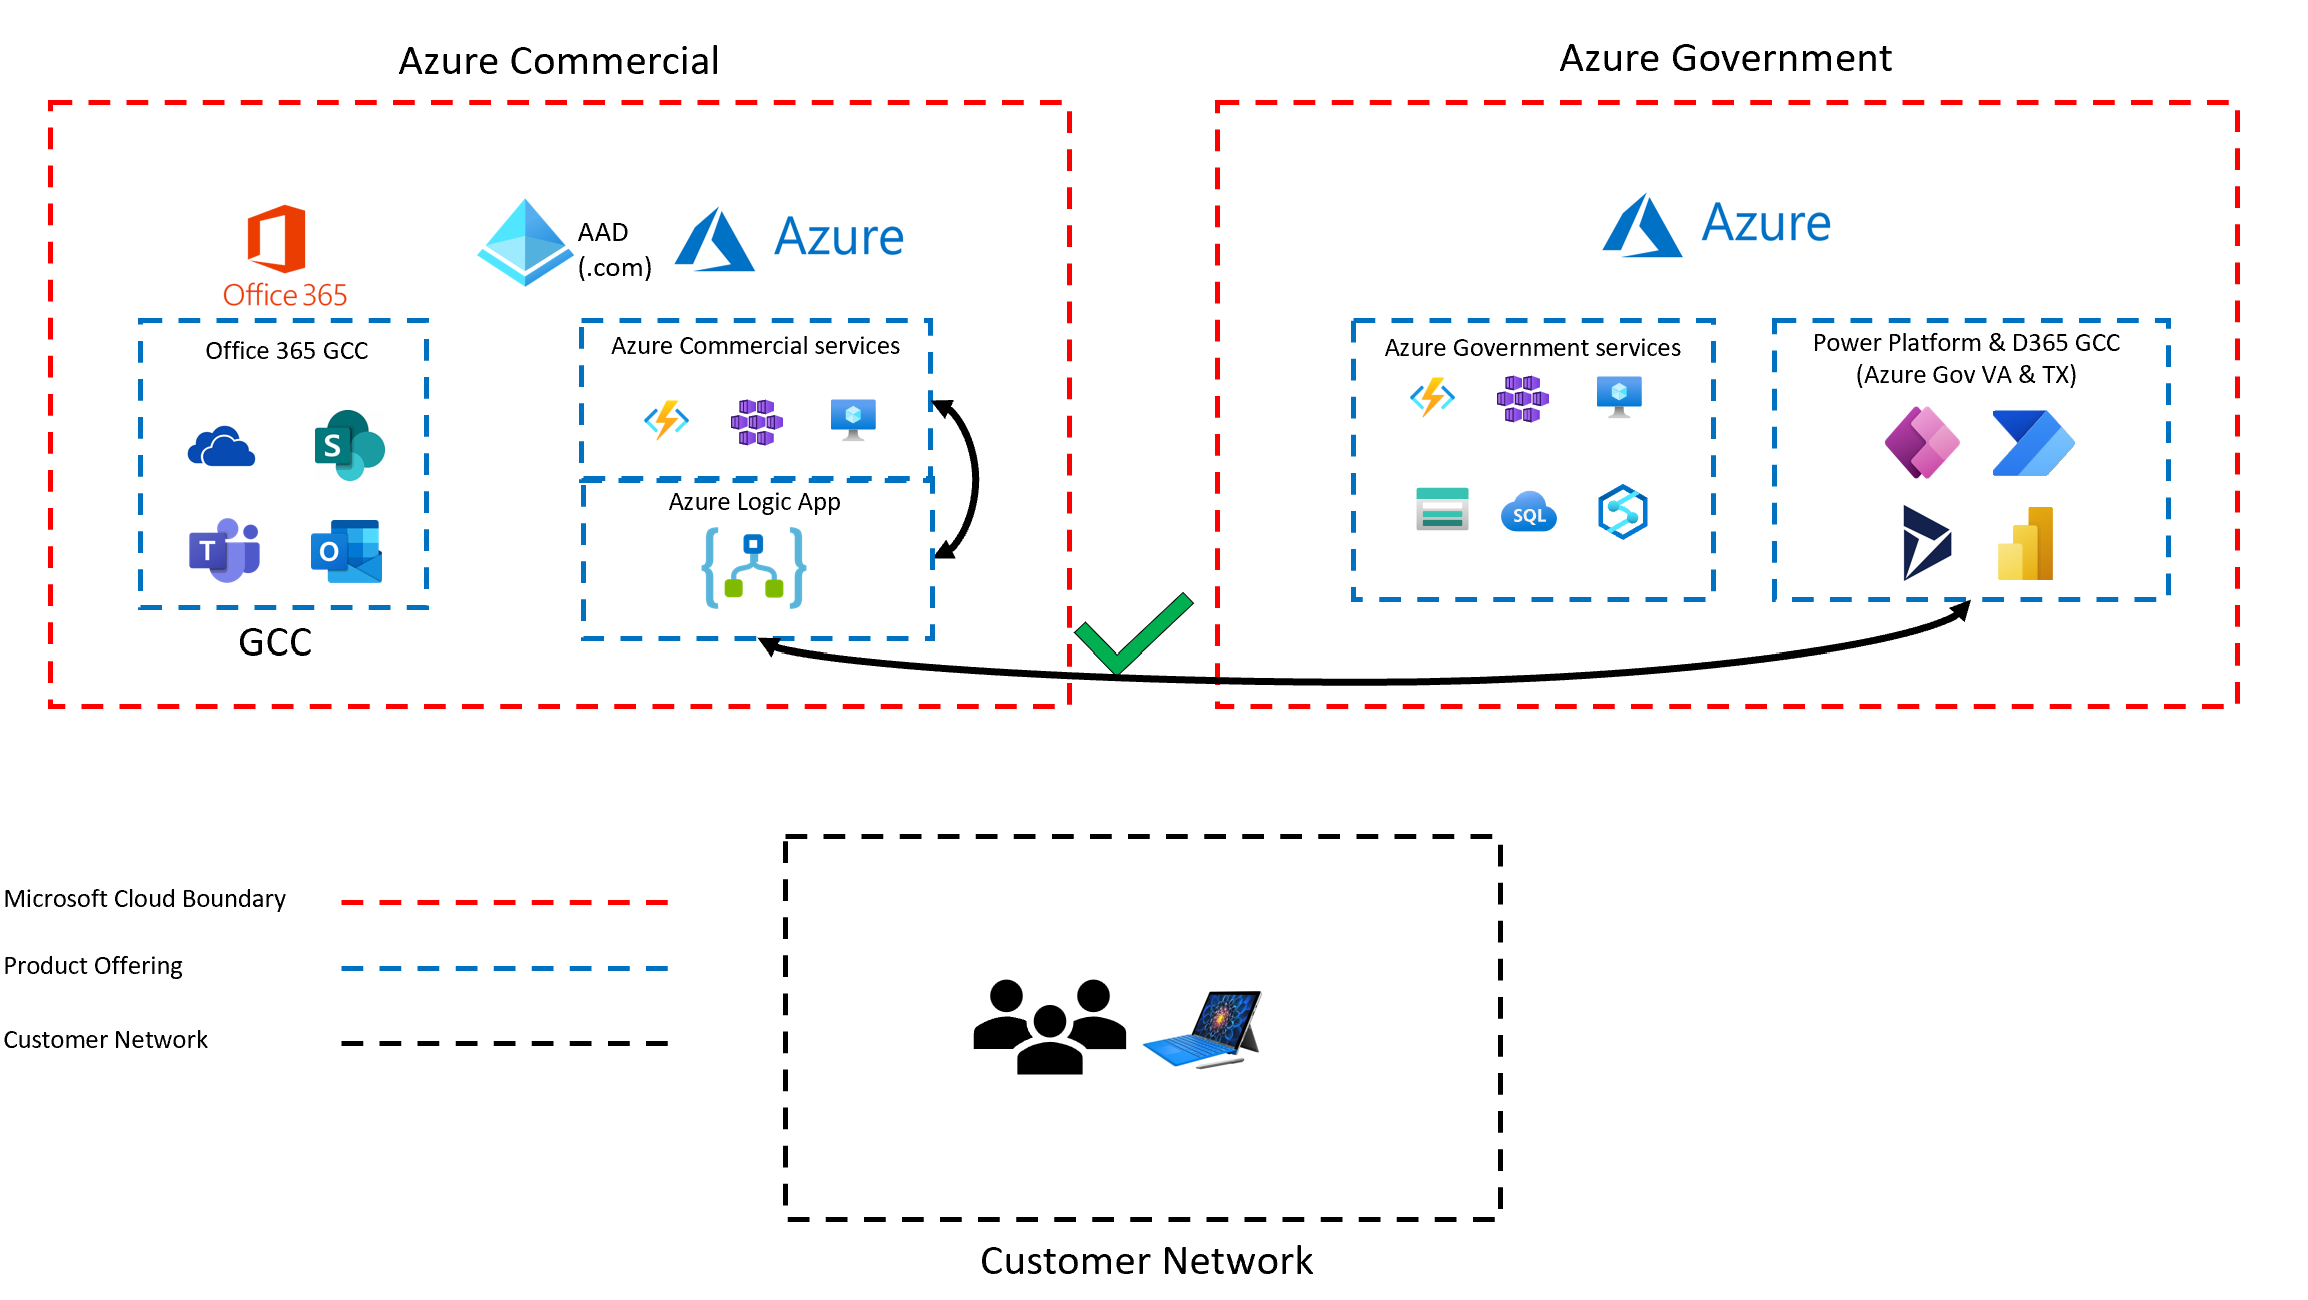 Azure Commercial
Azure Government
Office 365
AAD
(.com)
Azure
Azure
Office 365 GCC
S
T
O
GCC
Azure Commercial services
Azure Logic App
Azure Government services
SQL
Power Platform & D365 GCC
(Azure Gov VA & TX)
Microsoft Cloud Boundary
Product Offering
Customer Network
Customer Network